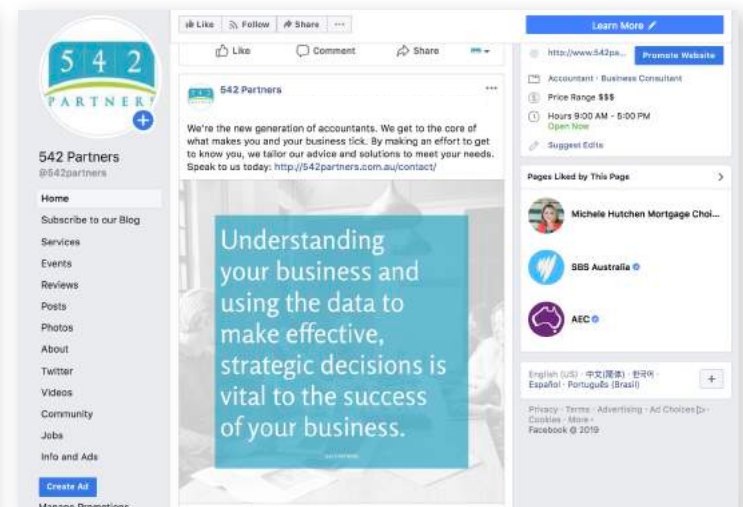 Like Follow Share ...
Learn More
Like Comment Share
http://www.542pa... Promote Website
Accountant · Business Consultant
Price Range $$$
Hours 9:00 AM - 5:00 PM
Open Now
Suggest Edits
542
PARTNER
542 Partners
@542partners
Home
Subscribe to our Blog
Services
Events
Reviews
Posts
Photos
About
Twitter
Videos
Community
Jobs
Info and Ads
Create Ad
Manage Promotions
542 Partners
We're the new generation of accountants. We get to the core of
what makes you and your business tick. By making an effort to get
to know you, we tailor our advice and solutions to meet your needs.
Speak to us today: http://542partners.com.au/contact/
Understanding
your business and
using the data to
make effective,
strategic decisions is
vital to the success
of your business.
Pages Liked by This Page
Michele Hutchen Mortgage Choi...
SBS Australia
AEC
English (US) · 中文(简体) · 한국어 ·
Español · Português (Brasil)
Privacy · Terms · Advertising · Ad Choices ·
Cookies · More ·
Facebook © 2019